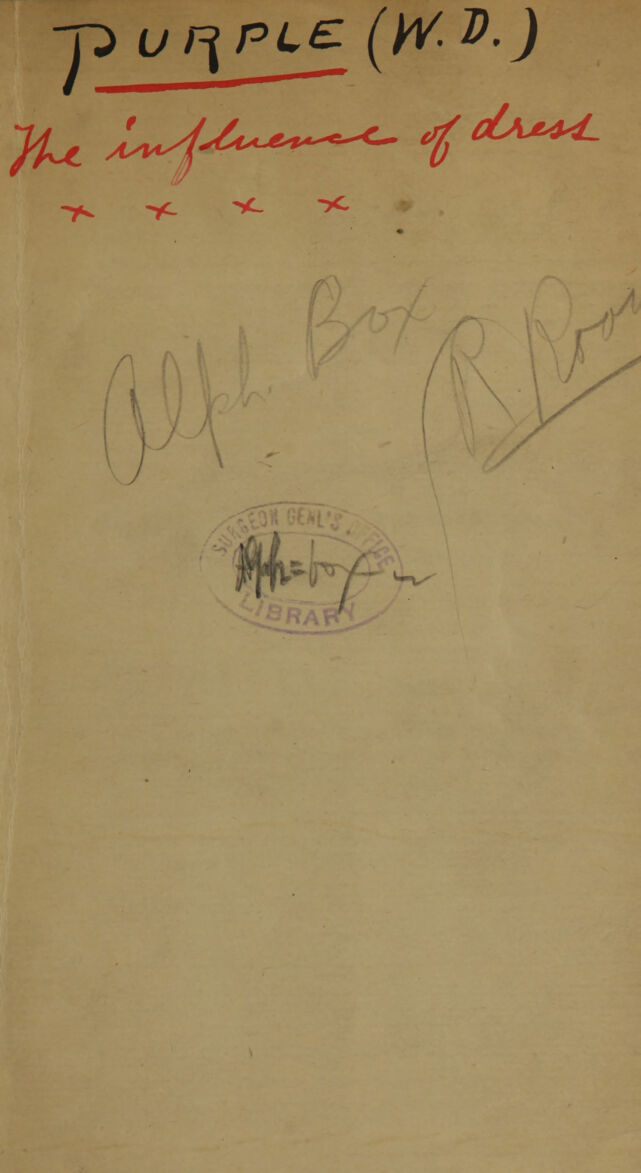 PURPLE (W. D.)
The influence of dress
x x x x
Alph. Box
R. Room
SURGEON GENL'S OFFICE
Alph=box
LIBRARY